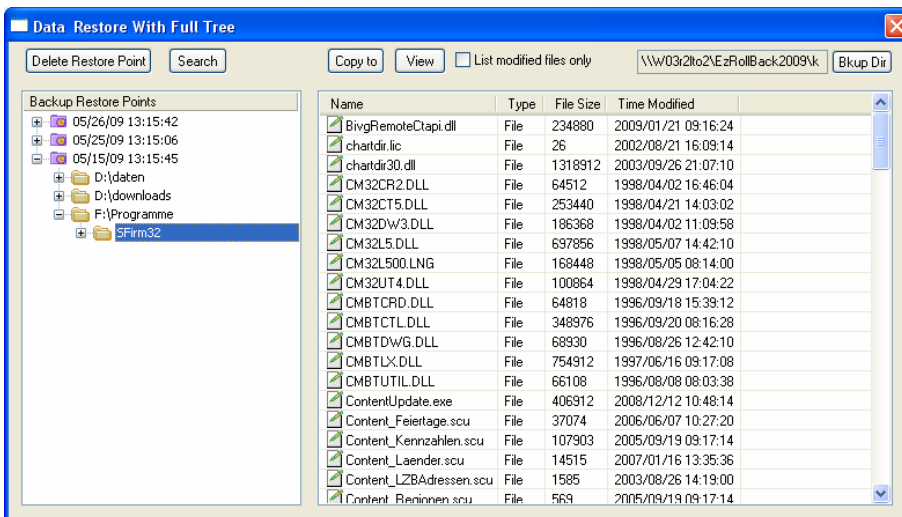 Data Restore With Full Tree
Delete Restore Point Search Copy to View List modified files only \\W03r2lto2\EzRollBack2009\k Bkup Dir
Backup Restore Points
05/26/09 13:15:42
05/25/09 13:15:06
05/15/09 13:15:45
D:\daten
D:\downloads
F:\Programme
SFirm32
Name Type File Size Time Modified
BivgRemoteCtapi.dll File 234880 2009/01/21 09:16:24
chartdir.lic File 26 2002/08/21 16:09:14
chartdir30.dll File 1318912 2003/09/26 21:07:10
CM32CR2.DLL File 64512 1998/04/02 16:46:04
CM32CT5.DLL File 253440 1998/04/21 14:03:02
CM32DW3.DLL File 186368 1998/04/02 11:09:58
CM32L5.DLL File 697856 1998/05/07 14:42:10
CM32L500.LNG File 168448 1998/05/05 08:14:00
CM32UT4.DLL File 100864 1998/04/29 17:04:22
CMBTCRD.DLL File 64818 1996/09/18 15:39:12
CMBTCTL.DLL File 348976 1996/09/20 08:16:28
CMBTDWG.DLL File 68930 1996/08/26 12:42:10
CMBTLX.DLL File 754912 1997/06/16 09:17:08
CMBTUTIL.DLL File 66108 1996/08/08 08:03:38
ContentUpdate.exe File 406912 2008/12/12 10:48:14
Content_Feiertage.scu File 37074 2006/06/07 10:27:20
Content_Kennzahlen.scu File 107903 2005/09/19 09:17:14
Content_Laender.scu File 14515 2007/01/16 13:35:36
Content_LZBAdressen.scu File 1585 2003/08/26 14:19:00
Content_Regionen.scu File 569 2005/09/19 09:17:14